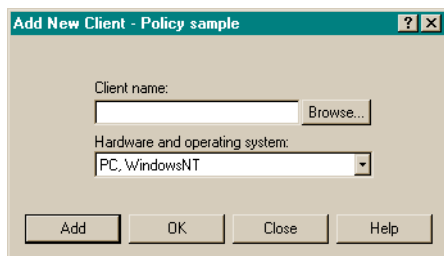 Add New Client - Policy sample
Client name:
Browse...
Hardware and operating system:
PC, WindowsNT
Add OK Close Help